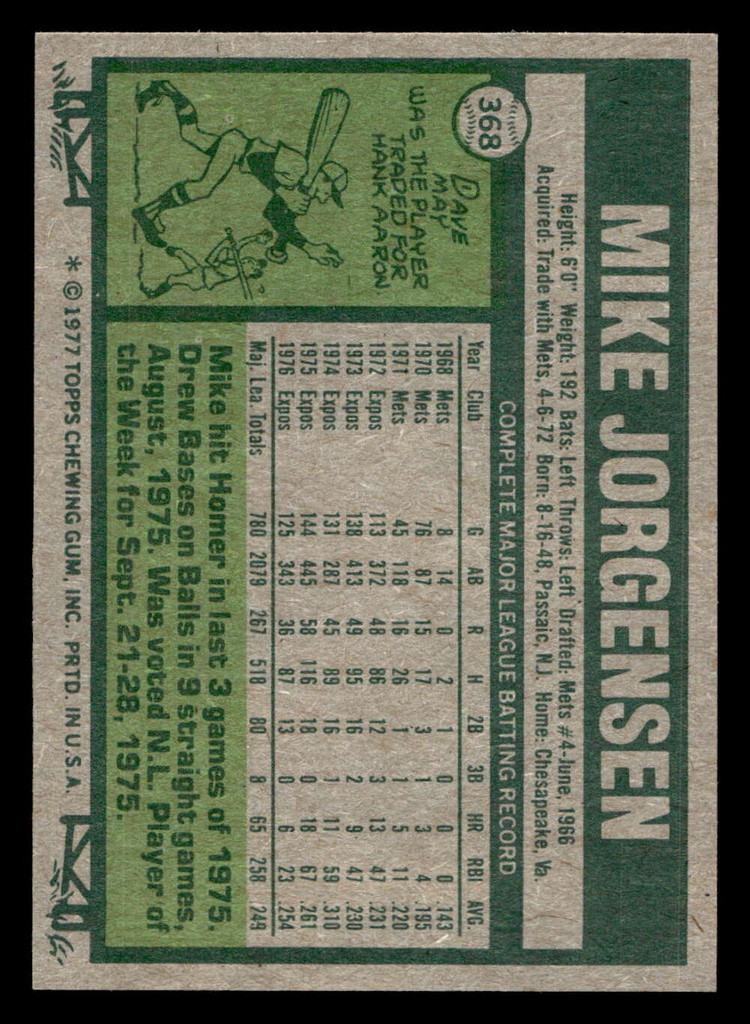 368
MIKE JORGENSEN
Height: 6'0" Weight: 192 Bats: Left Throws: Left Drafted: Mets #4-June, 1966
Acquired: Trade with Mets, 4-6-72 Born: 8-16-48, Passaic, N.J. Home: Chesapeake, Va.
DAVE
MAY
WAS THE PLAYER
TRADED FOR
HANK AARON.
COMPLETE MAJOR LEAGUE BATTING RECORD
Year Club G AB R H 2B 3B HR RBI AVG.
1968 Mets 8 14 0 2 1 0 0 0 .143
1970 Mets 76 87 15 17 3 1 3 4 .195
1971 Mets 45 118 16 26 1 1 5 11 .220
1972 Expos 113 372 48 86 12 3 13 47 .231
1973 Expos 138 413 49 95 16 2 9 47 .230
1974 Expos 131 287 45 89 16 1 11 59 .310
1975 Expos 144 445 58 116 18 0 18 67 .261
1976 Expos 125 343 36 87 13 0 6 23 .254
Maj. Lea Totals 780 2079 267 518 80 8 65 258 .249
Mike hit Homer in last 3 games of 1975.
Drew Bases on Balls in 9 straight games,
August, 1975. Was voted N.L. Player of
the Week for Sept. 21-28, 1975.
* © 1977 TOPPS CHEWING GUM, INC. PRTD. IN U.S.A.